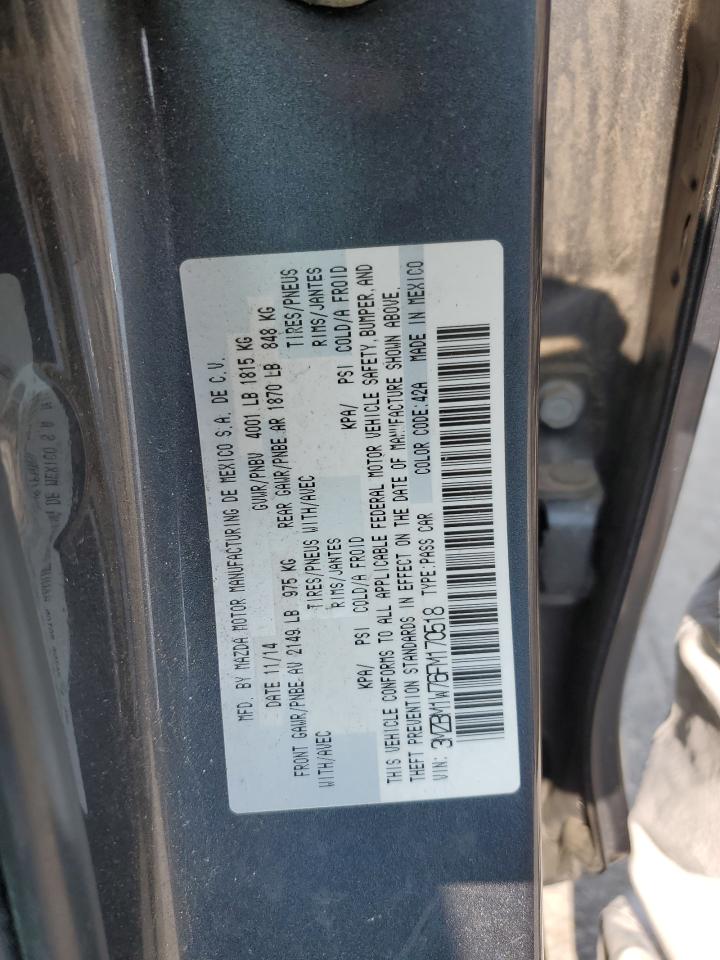 MFD. BY MAZDA MOTOR MANUFACTURING DE MEXICO S.A. DE C.V.
DATE 11/14 GVWR/PNBV 4001 LB 1815 KG
FRONT GAWR/PNBE AV 2149 LB 975 KG REAR GAWR/PNBE AR 1870 LB 848 KG
WITH/AVEC TIRES/PNEUS WITH/AVEC TIRES/PNEUS
RIMS/JANTES RIMS/JANTES
KPA/ PSI COLD/A FROID KPA/ PSI COLD/A FROID
THIS VEHICLE CONFORMS TO ALL APPLICABLE FEDERAL MOTOR VEHICLE SAFETY, BUMPER, AND
THEFT PREVENTION STANDARDS IN EFFECT ON THE DATE OF MANUFACTURE SHOWN ABOVE.
VIN: 3MZBM1W76FM170518 TYPE:PASS CAR COLOR CODE:42A MADE IN MEXICO